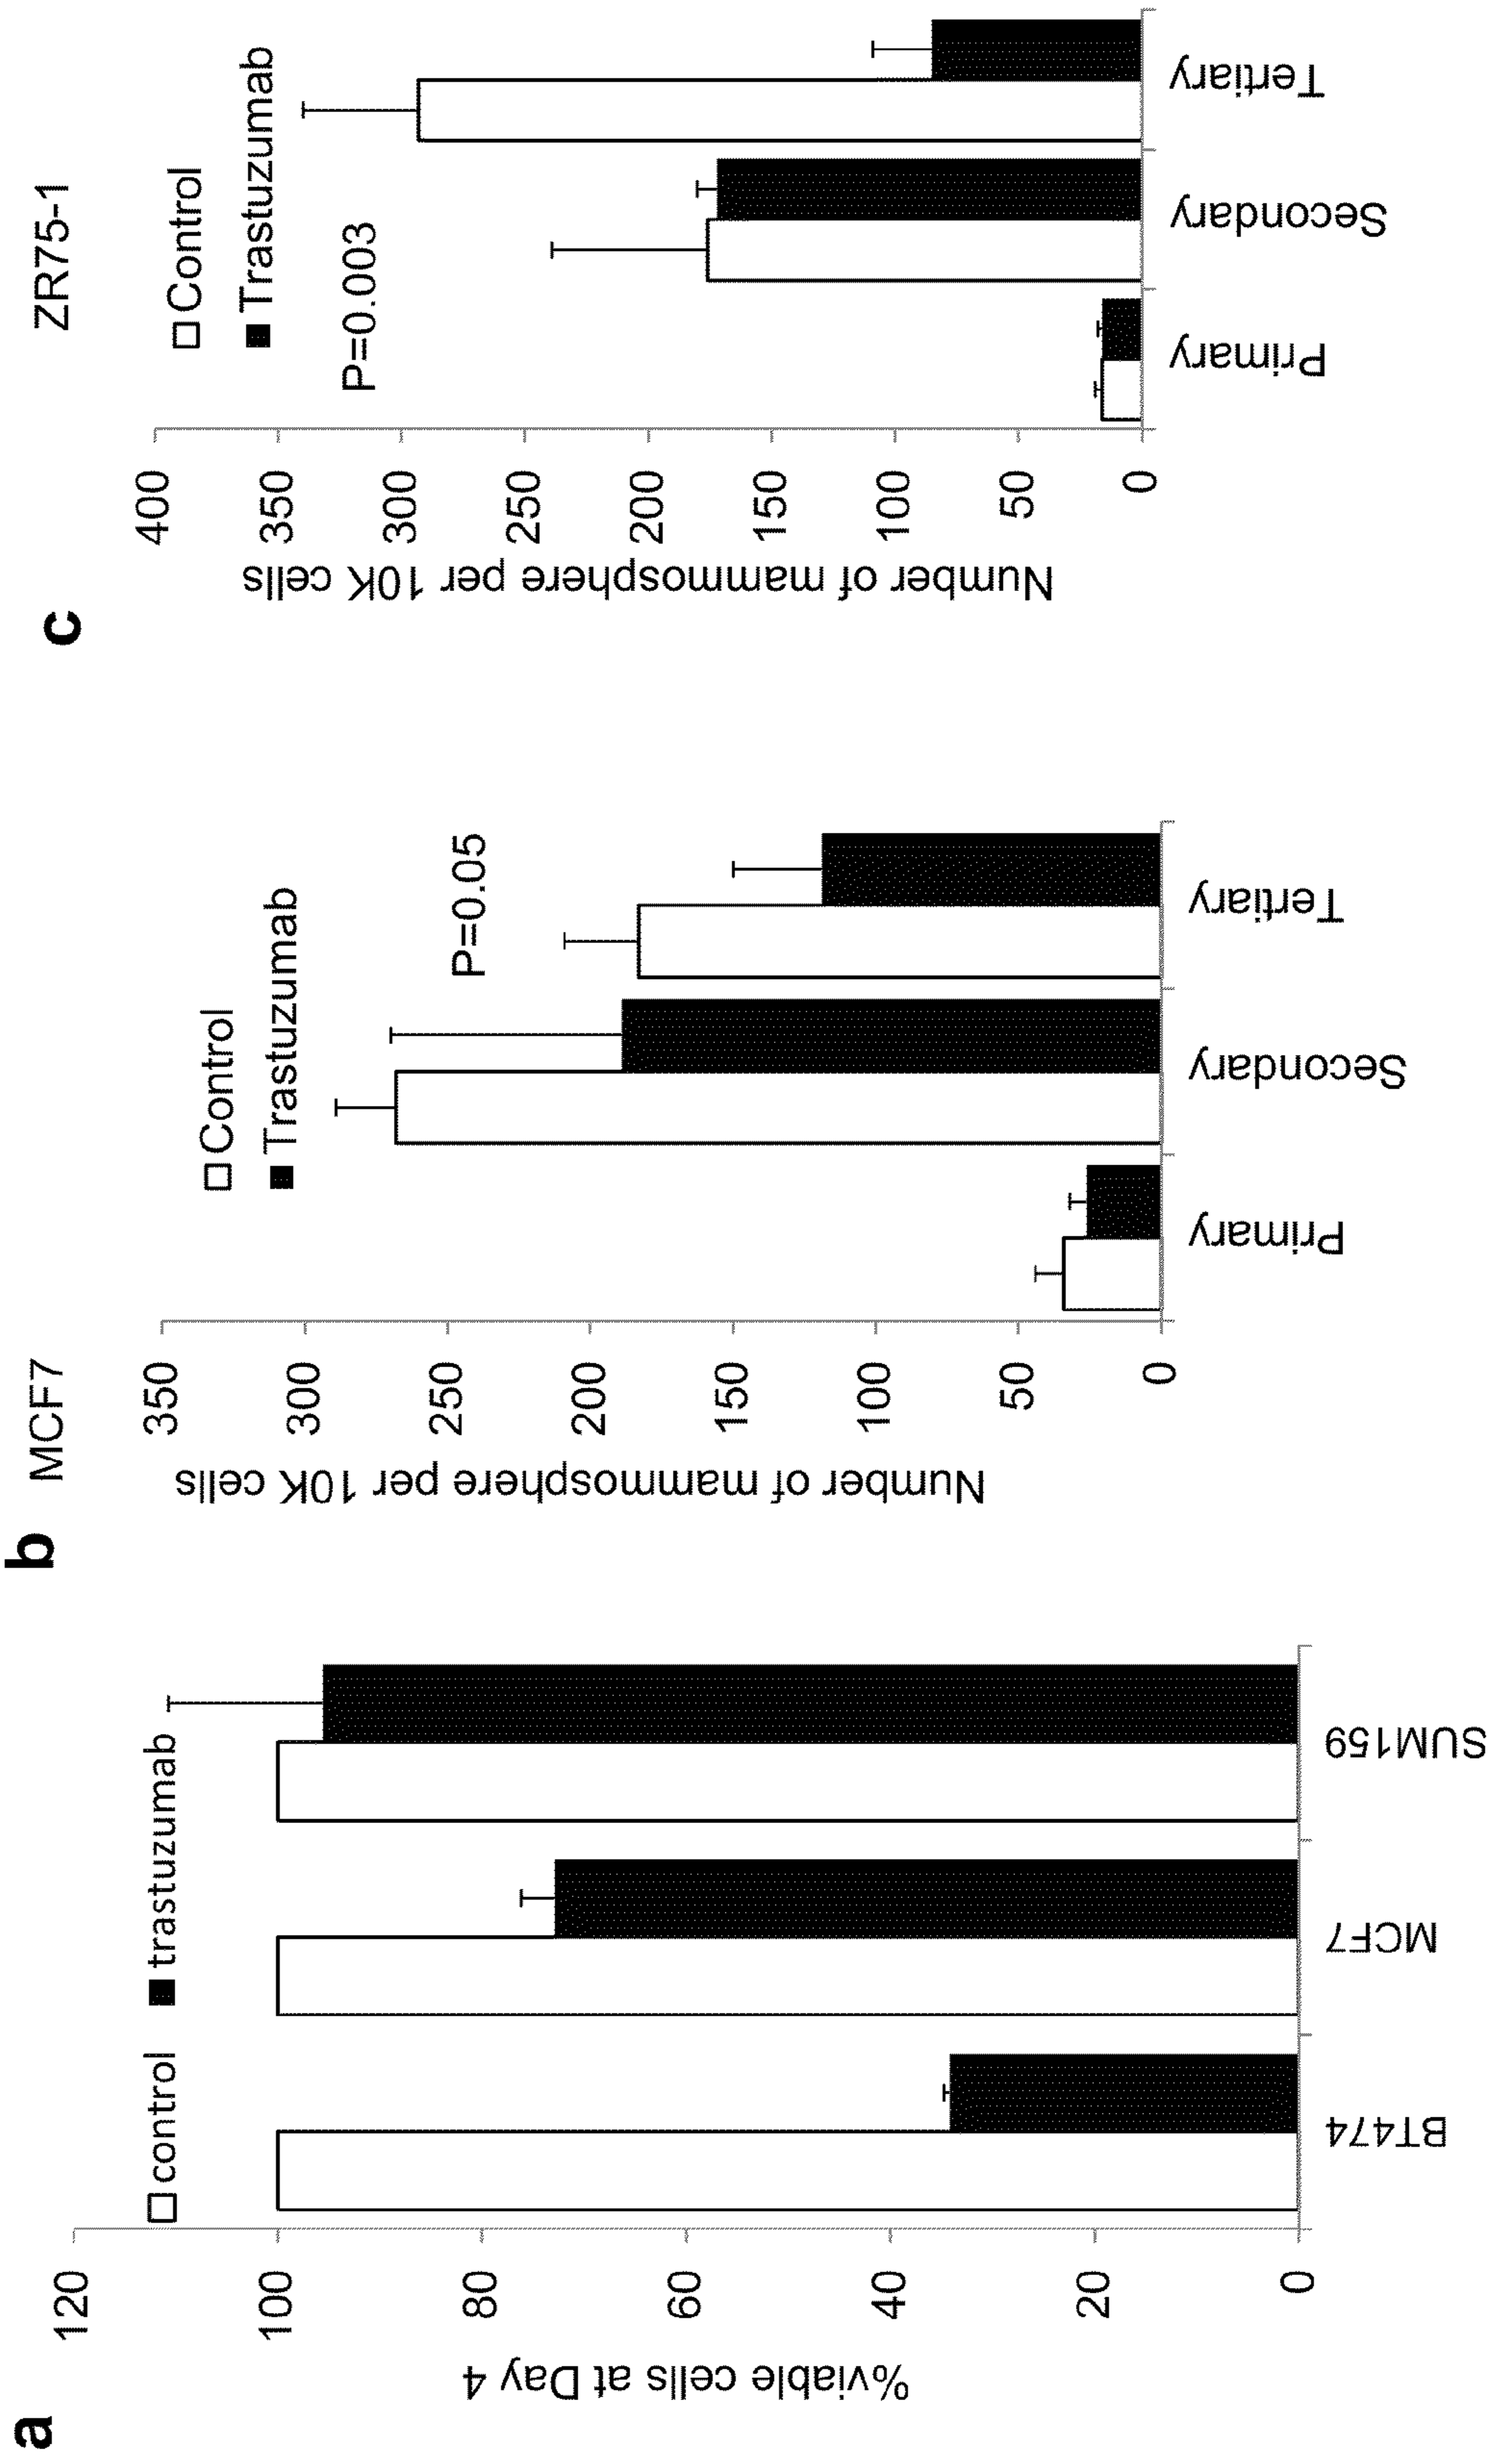 a
□ control ■ trastuzumab
120
100
80
60
40
20
0
%viable cells at Day 4
BT474
MCF7
SUM159
b
MCF7
□ Control
■ Trastuzumab
P=0.05
350
300
250
200
150
100
50
0
Number of mammosphere per 10K cells
Primary
Secondary
Tertiary
c
ZR75-1
□ Control
■ Trastuzumab
P=0.003
400
350
300
250
200
150
100
50
0
Number of mammosphere per 10K cells
Primary
Secondary
Tertiary